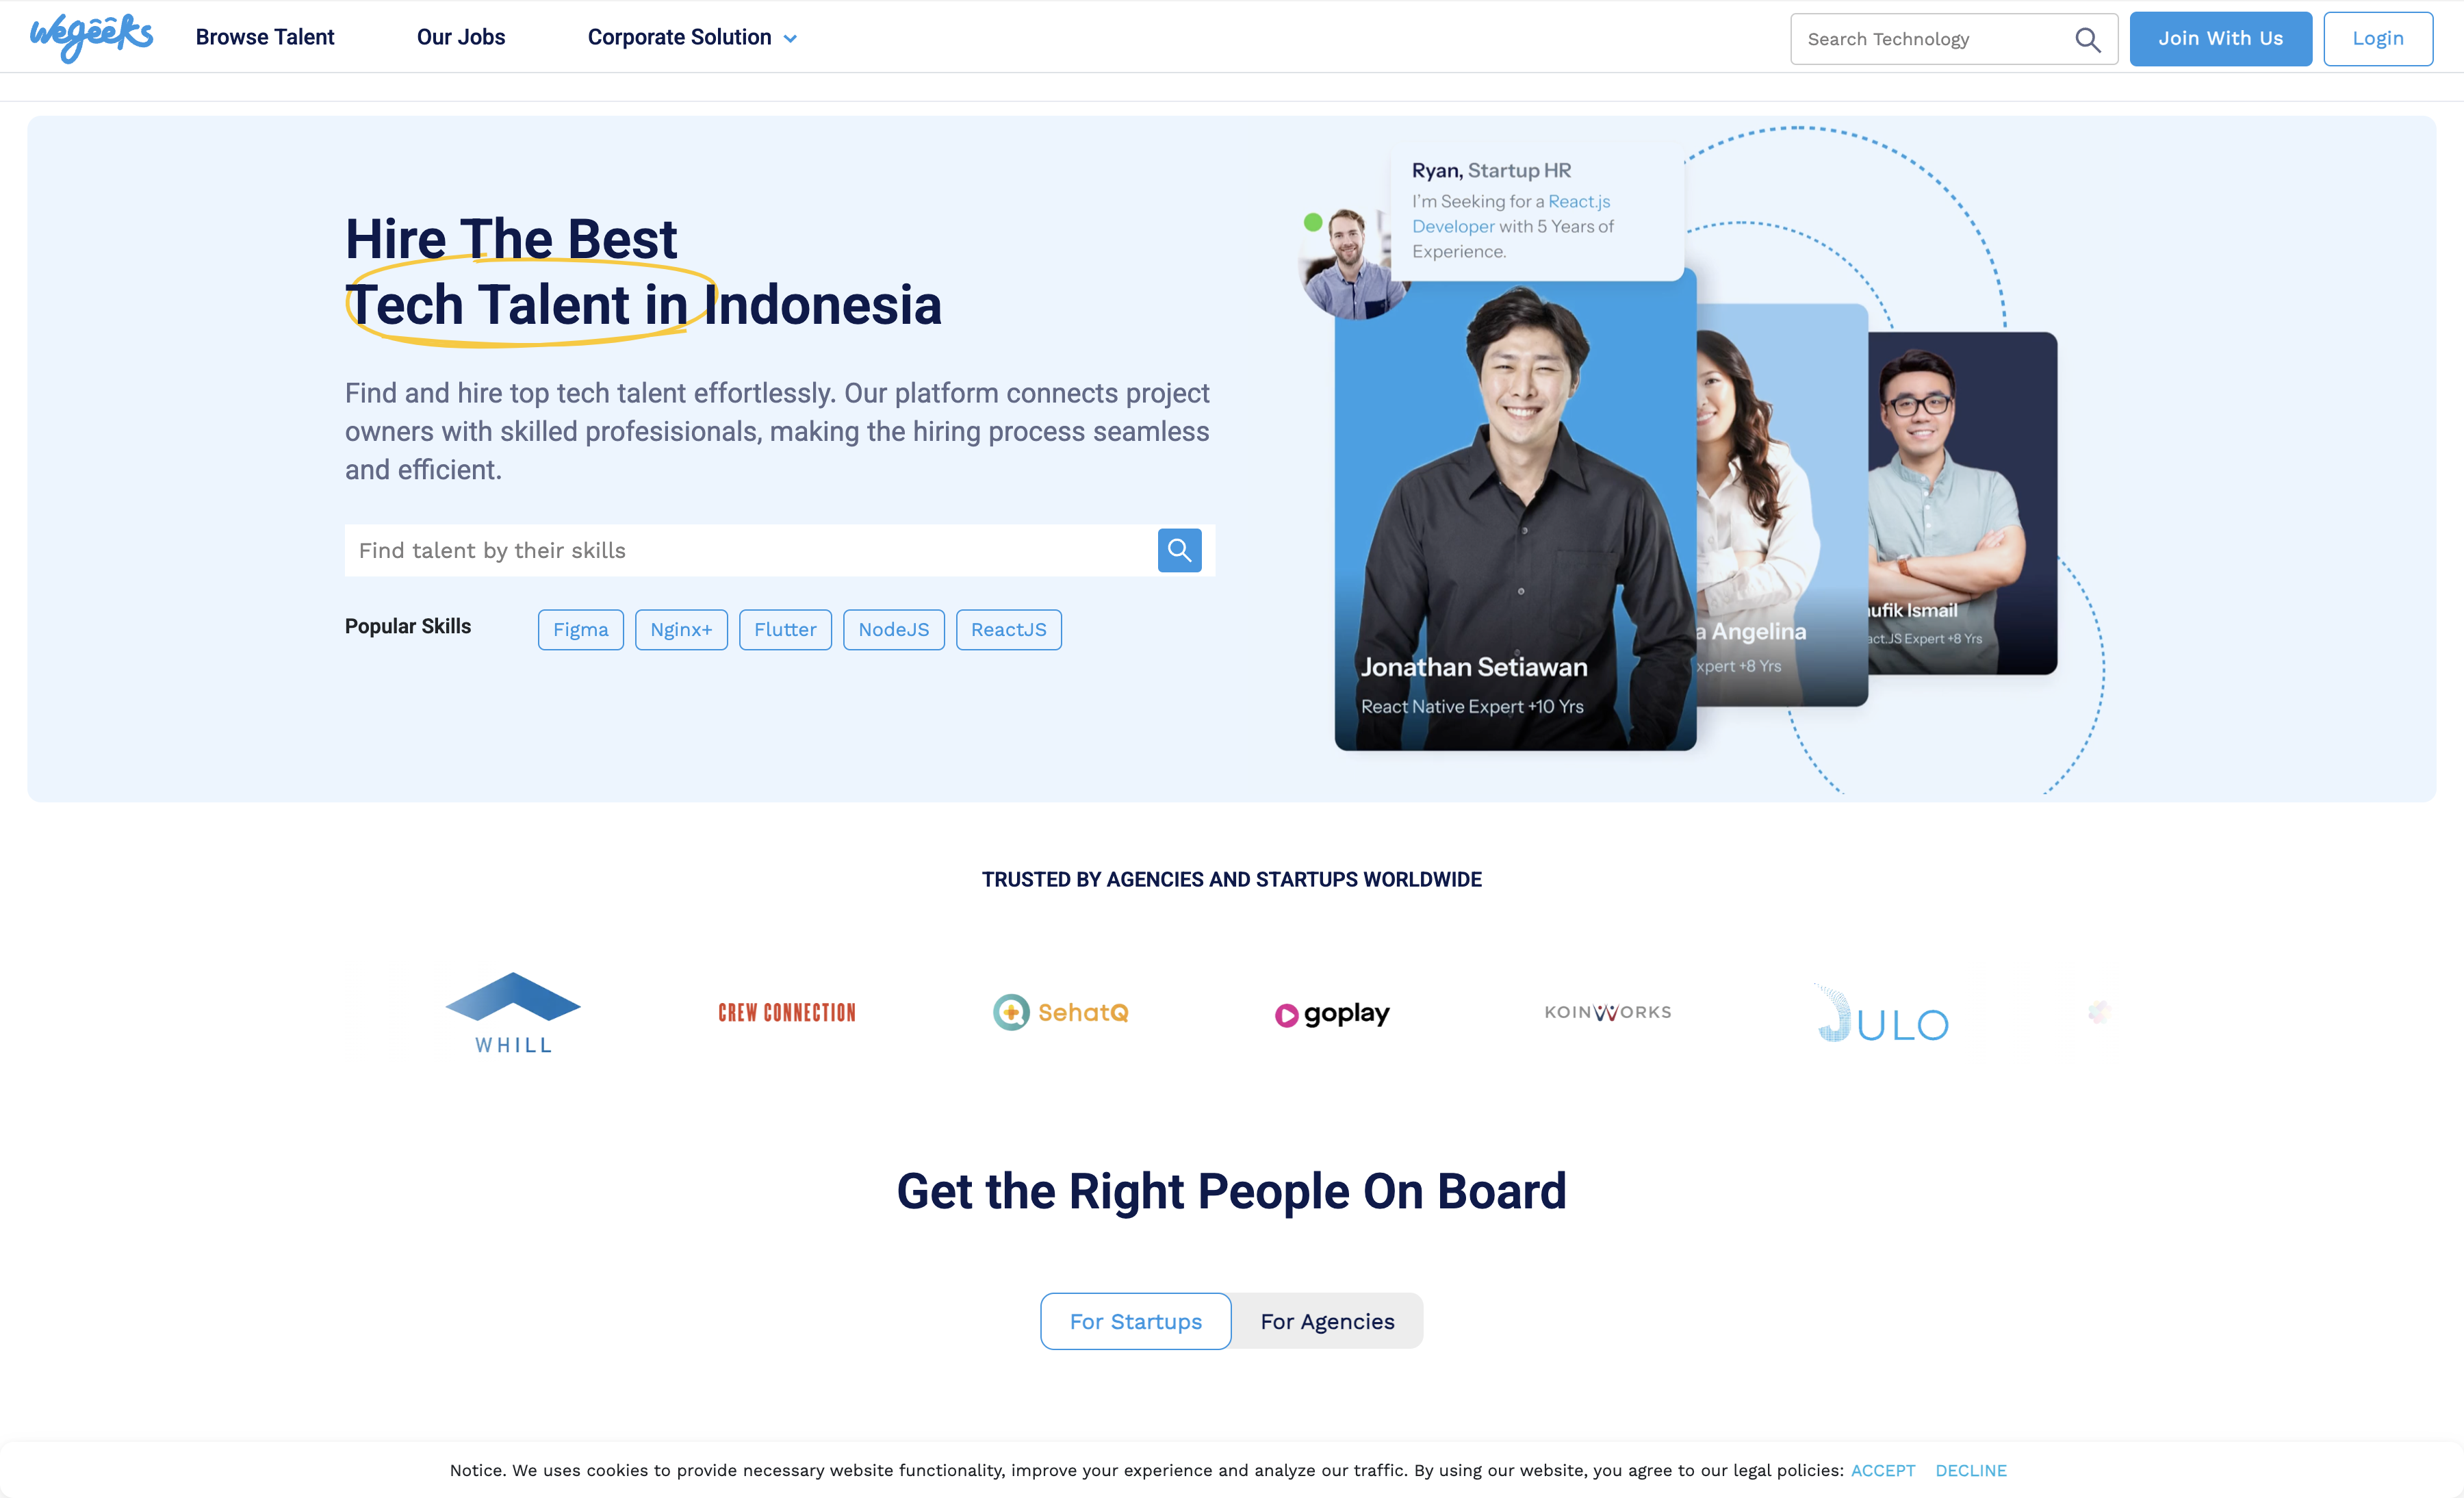 wegeeks
Browse Talent
Our Jobs
Corporate Solution
Search Technology
Join With Us
Login
Hire The Best
Tech Talent in Indonesia
Find and hire top tech talent effortlessly. Our platform connects project
owners with skilled profesisionals, making the hiring process seamless
and efficient.
Find talent by their skills
Popular Skills
Figma
Nginx+
Flutter
NodeJS
ReactJS
Ryan, Startup HR
I'm Seeking for a React.js
Developer with 5 Years of
Experience.
Jonathan Setiawan
React Native Expert +10 Yrs
a Angelina
xpert +8 Yrs
ufik Ismail
act.JS Expert +8 Yrs
TRUSTED BY AGENCIES AND STARTUPS WORLDWIDE
WHILL
CREW CONNECTION
SehatQ
goplay
KOINWORKS
JULO
Get the Right People On Board
For Startups
For Agencies
Notice. We uses cookies to provide necessary website functionality, improve your experience and analyze our traffic. By using our website, you agree to our legal policies: ACCEPT DECLINE